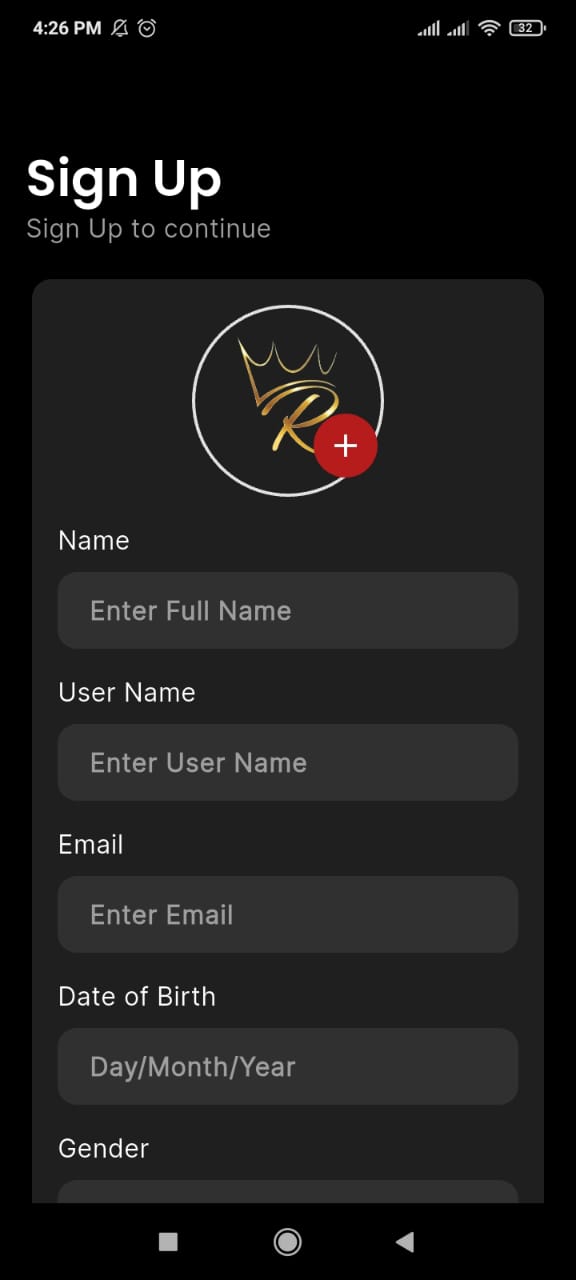 4:26 PM
32
Sign Up
Sign Up to continue
R
Name
Enter Full Name
User Name
Enter User Name
Email
Enter Email
Date of Birth
Day/Month/Year
Gender